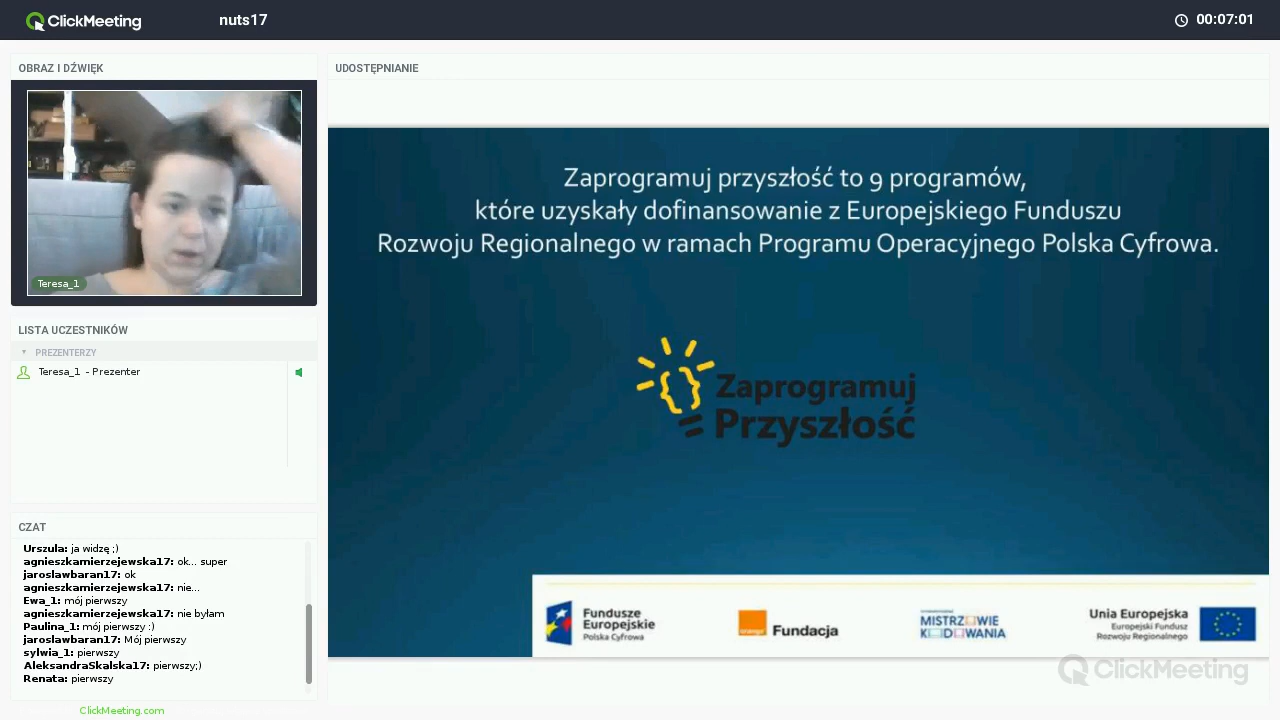 ClickMeeting
nuts17
00:07:01
OBRAZ I DŹWIĘK
Teresa_1
LISTA UCZESTNIKÓW
PREZENTERZY
Teresa_1 - Prezenter
CZAT
Urszula: ja widzę ;)
agnieszkamierzejewska17: ok... super
jaroslawbaran17: ok
agnieszkamierzejewska17: nie...
Ewa_1: mój pierwszy
agnieszkamierzejewska17: nie byłam
Paulina_1: mój pierwszy :)
jaroslawbaran17: Mój pierwszy
sylwia_1: pierwszy
AleksandraSkalska17: pierwszy;)
Renata: pierwszy
ClickMeeting.com
UDOSTĘPNIANIE
Zaprogramuj przyszłość to 9 programów,
które uzyskały dofinansowanie z Europejskiego Funduszu
Rozwoju Regionalnego w ramach Programu Operacyjnego Polska Cyfrowa.
Zaprogramuj
Przyszłość
Fundusze
Europejskie
Polska Cyfrowa
orange
Fundacja
MISTRZOWIE
KODOWANIA
Unia Europejska
Europejski Fundusz
Rozwoju Regionalnego
ClickMeeting